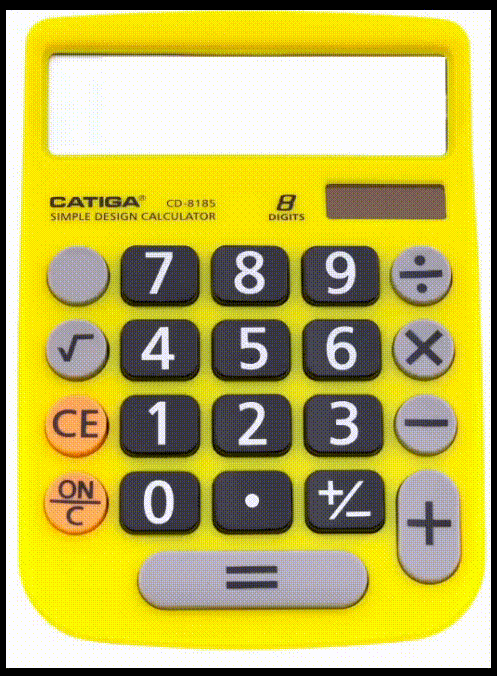 CATIGA® CD-8185 8
SIMPLE DESIGN CALCULATOR DIGITS
7 8 9 ÷
√ 4 5 6 ×
CE 1 2 3 −
ON/C 0 . +/− +
=